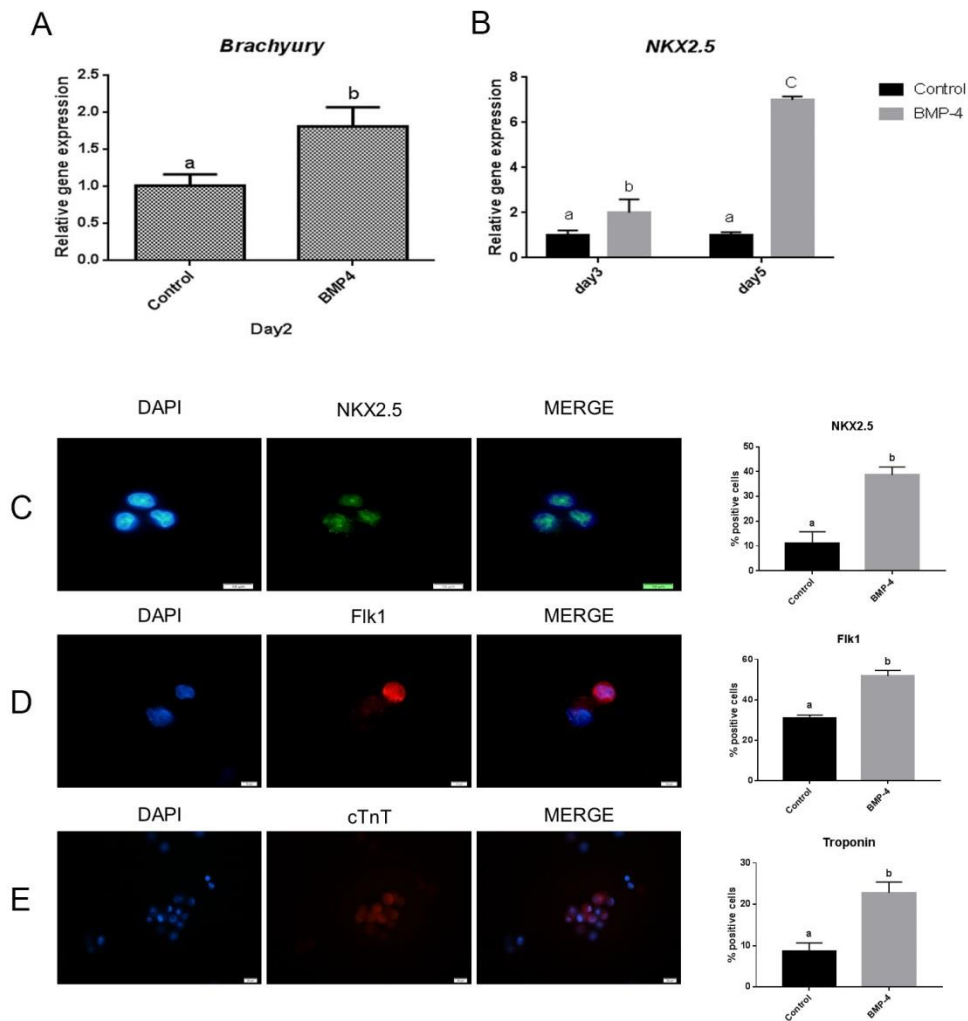 A
Brachyury
Relative gene expression
2.5
2.0
1.5
1.0
0.5
0.0
a
b
Control
BMP4
Day2
B
NKX2.5
Relative gene expression
8
6
4
2
0
a
b
a
C
day3
day5
Control
BMP-4
DAPI
NKX2.5
MERGE
C
NKX2.5
% positive cells
50
40
30
20
10
0
a
b
Control
BMP-4
DAPI
Flk1
MERGE
D
Flk1
% positive cells
60
40
20
0
a
b
Control
BMP-4
DAPI
cTnT
MERGE
E
Troponin
% positive cells
30
20
10
0
a
b
Control
BMP-4